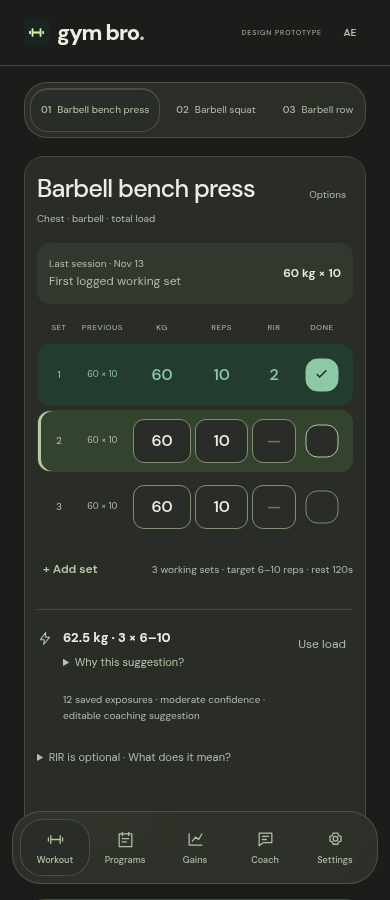 gym bro.
DESIGN PROTOTYPE
AE
01 Barbell bench press
02 Barbell squat
03 Barbell row
Barbell bench press
Options
Chest · barbell · total load
Last session · Nov 13
First logged working set
60 kg × 10
SET PREVIOUS KG REPS RIR DONE
1 60 × 10 60 10 2
2 60 × 10 60 10 —
3 60 × 10 60 10 —
+ Add set
3 working sets · target 6–10 reps · rest 120s
62.5 kg · 3 × 6–10
Use load
Why this suggestion?
12 saved exposures · moderate confidence ·
editable coaching suggestion
RIR is optional · What does it mean?
Workout Programs Gains Coach Settings